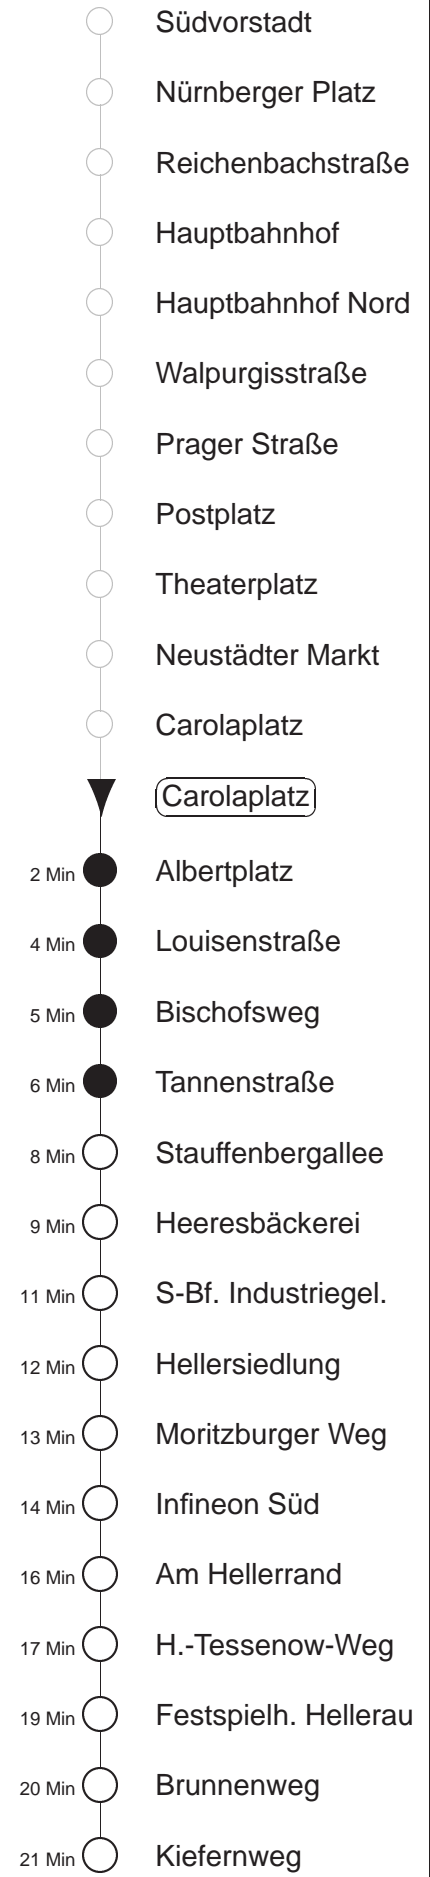 Südvorstadt
Nürnberger Platz
Reichenbachstraße
Hauptbahnhof
Hauptbahnhof Nord
Walpurgisstraße
Prager Straße
Postplatz
Theaterplatz
Neustädter Markt
Carolaplatz
Carolaplatz
2 Min Albertplatz
4 Min Louisenstraße
5 Min Bischofsweg
6 Min Tannenstraße
8 Min Stauffenbergallee
9 Min Heeresbäckerei
11 Min S-Bf. Industriegel.
12 Min Hellersiedlung
13 Min Moritzburger Weg
14 Min Infineon Süd
16 Min Am Hellerrand
17 Min H.-Tessenow-Weg
19 Min Festspielh. Hellerau
20 Min Brunnenweg
21 Min Kiefernweg